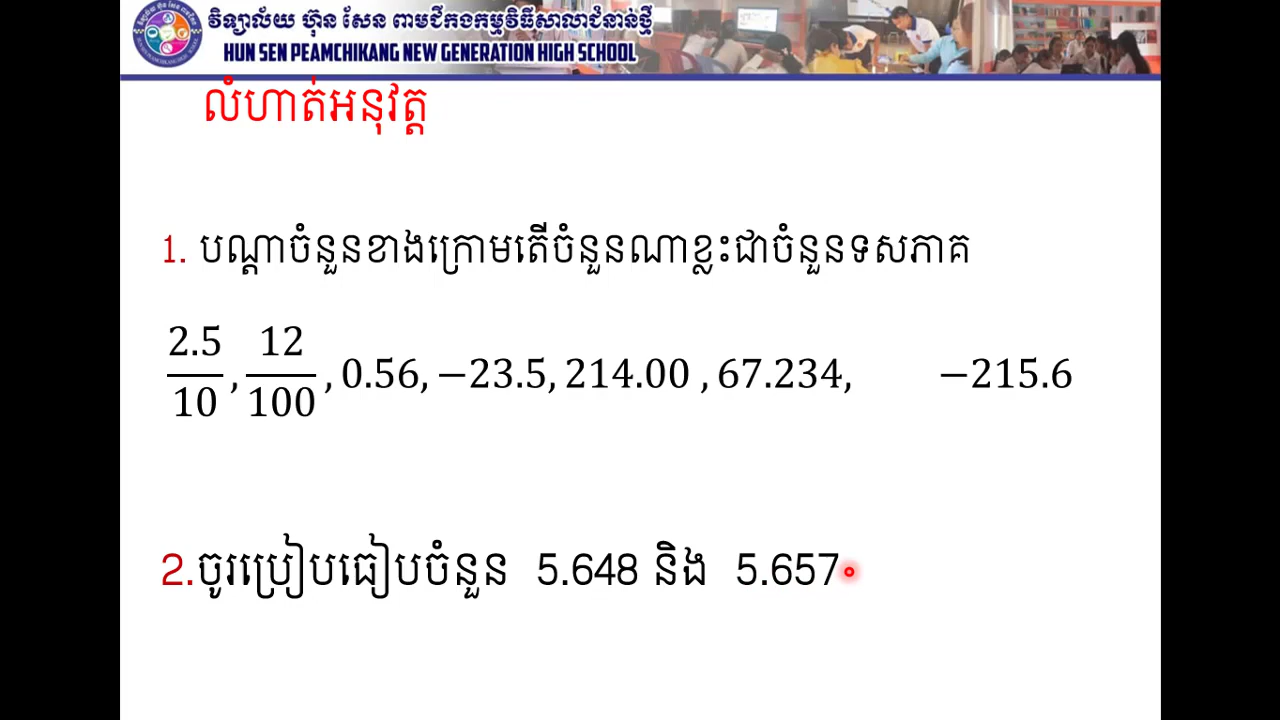 វិទ្យាល័យ ហ៊ុន សែន ពាមជីកងកម្មវិធីសាលាជំនាន់ថ្មី
HUN SEN PEAMCHIKANG NEW GENERATION HIGH SCHOOL
លំហាត់អនុវត្ត
1. បណ្តាចំនួនខាងក្រោមតើចំនួនណាខ្លះជាចំនួនទសភាគ
2.5/10 , 12/100 , 0.56, −23.5, 214.00 , 67.234, −215.6
2.ចូរប្រៀបធៀបចំនួន 5.648 និង 5.657